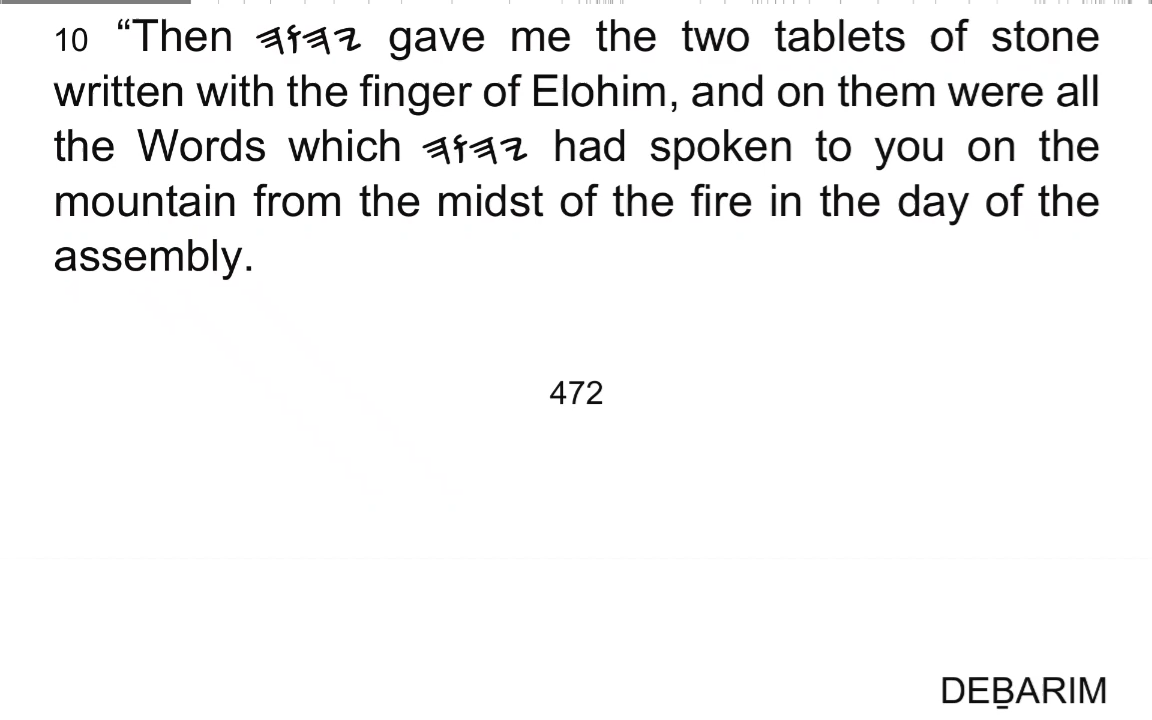 10 “Then 𐤉𐤄𐤅𐤄 gave me the two tablets of stone
written with the finger of Elohim, and on them were all
the Words which 𐤉𐤄𐤅𐤄 had spoken to you on the
mountain from the midst of the fire in the day of the
assembly.
472
DEḆARIM